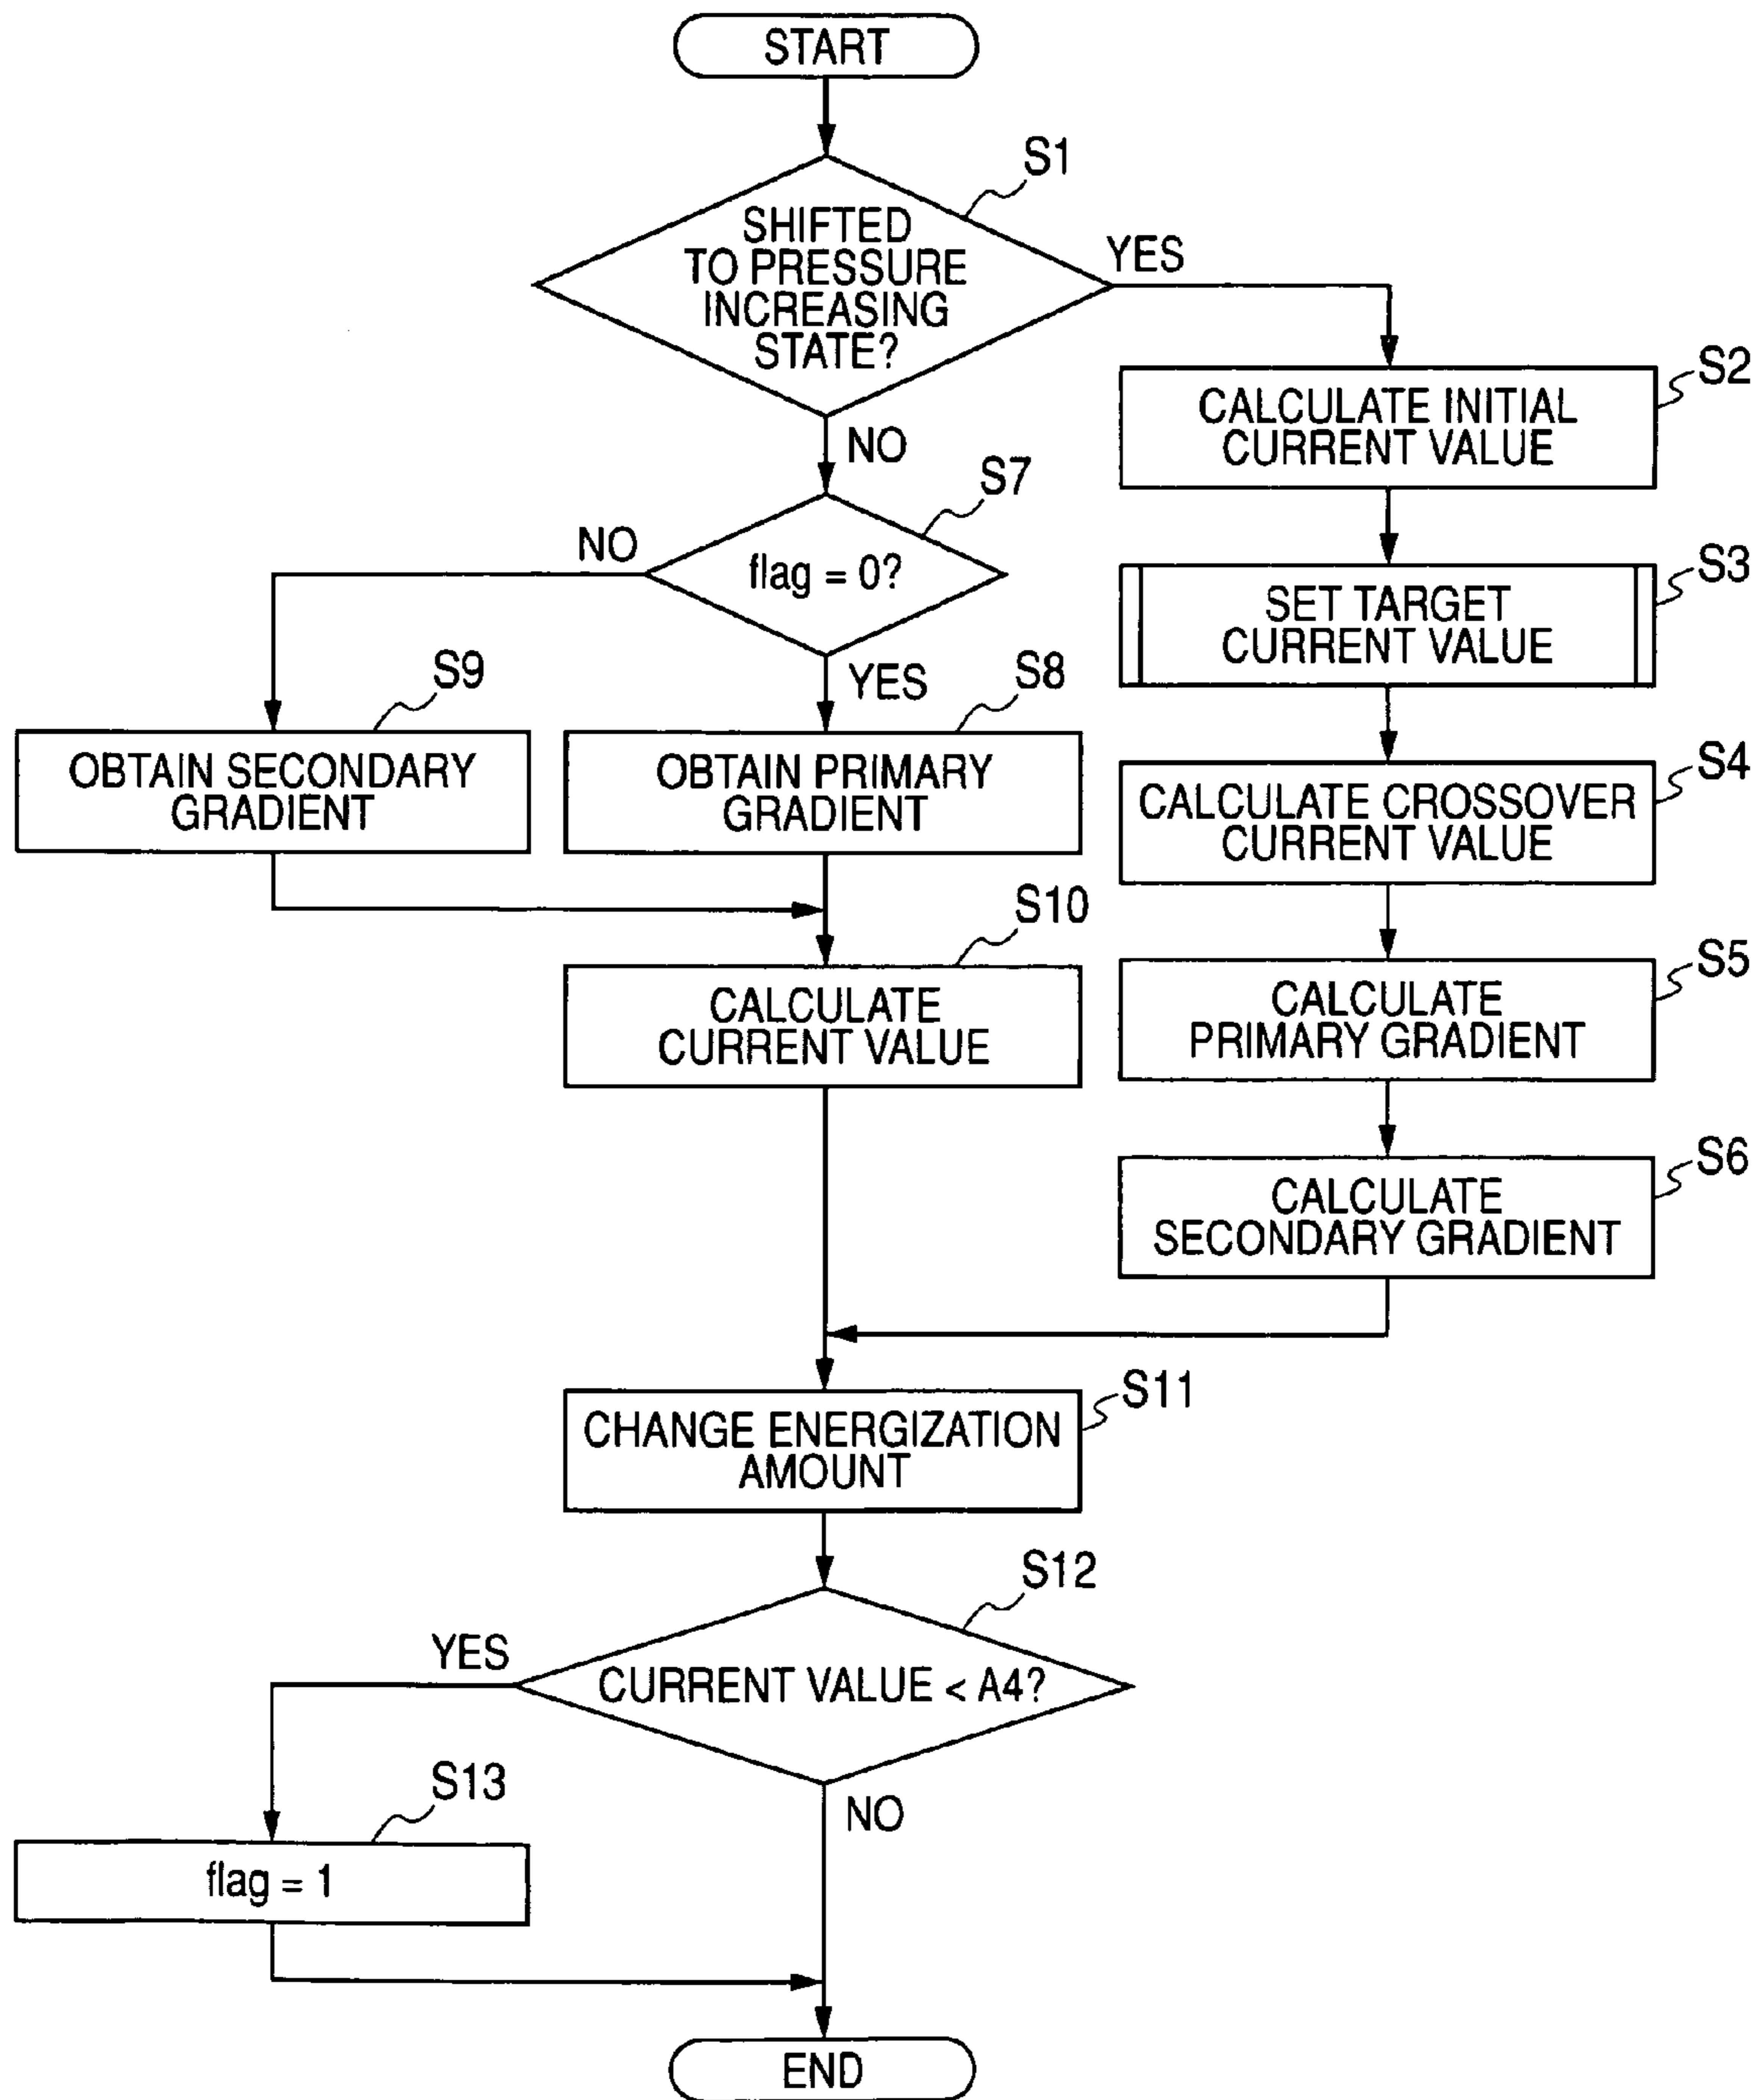 START
S1
SHIFTED
TO PRESSURE
INCREASING
STATE?
YES
NO
S2
CALCULATE INITIAL
CURRENT VALUE
S3
SET TARGET
CURRENT VALUE
S4
CALCULATE CROSSOVER
CURRENT VALUE
S5
CALCULATE
PRIMARY GRADIENT
S6
CALCULATE
SECONDARY GRADIENT
S7
flag = 0?
NO
YES
S9
OBTAIN SECONDARY
GRADIENT
S8
OBTAIN PRIMARY
GRADIENT
S10
CALCULATE
CURRENT VALUE
S11
CHANGE ENERGIZATION
AMOUNT
S12
CURRENT VALUE < A4?
YES
NO
S13
flag = 1
END